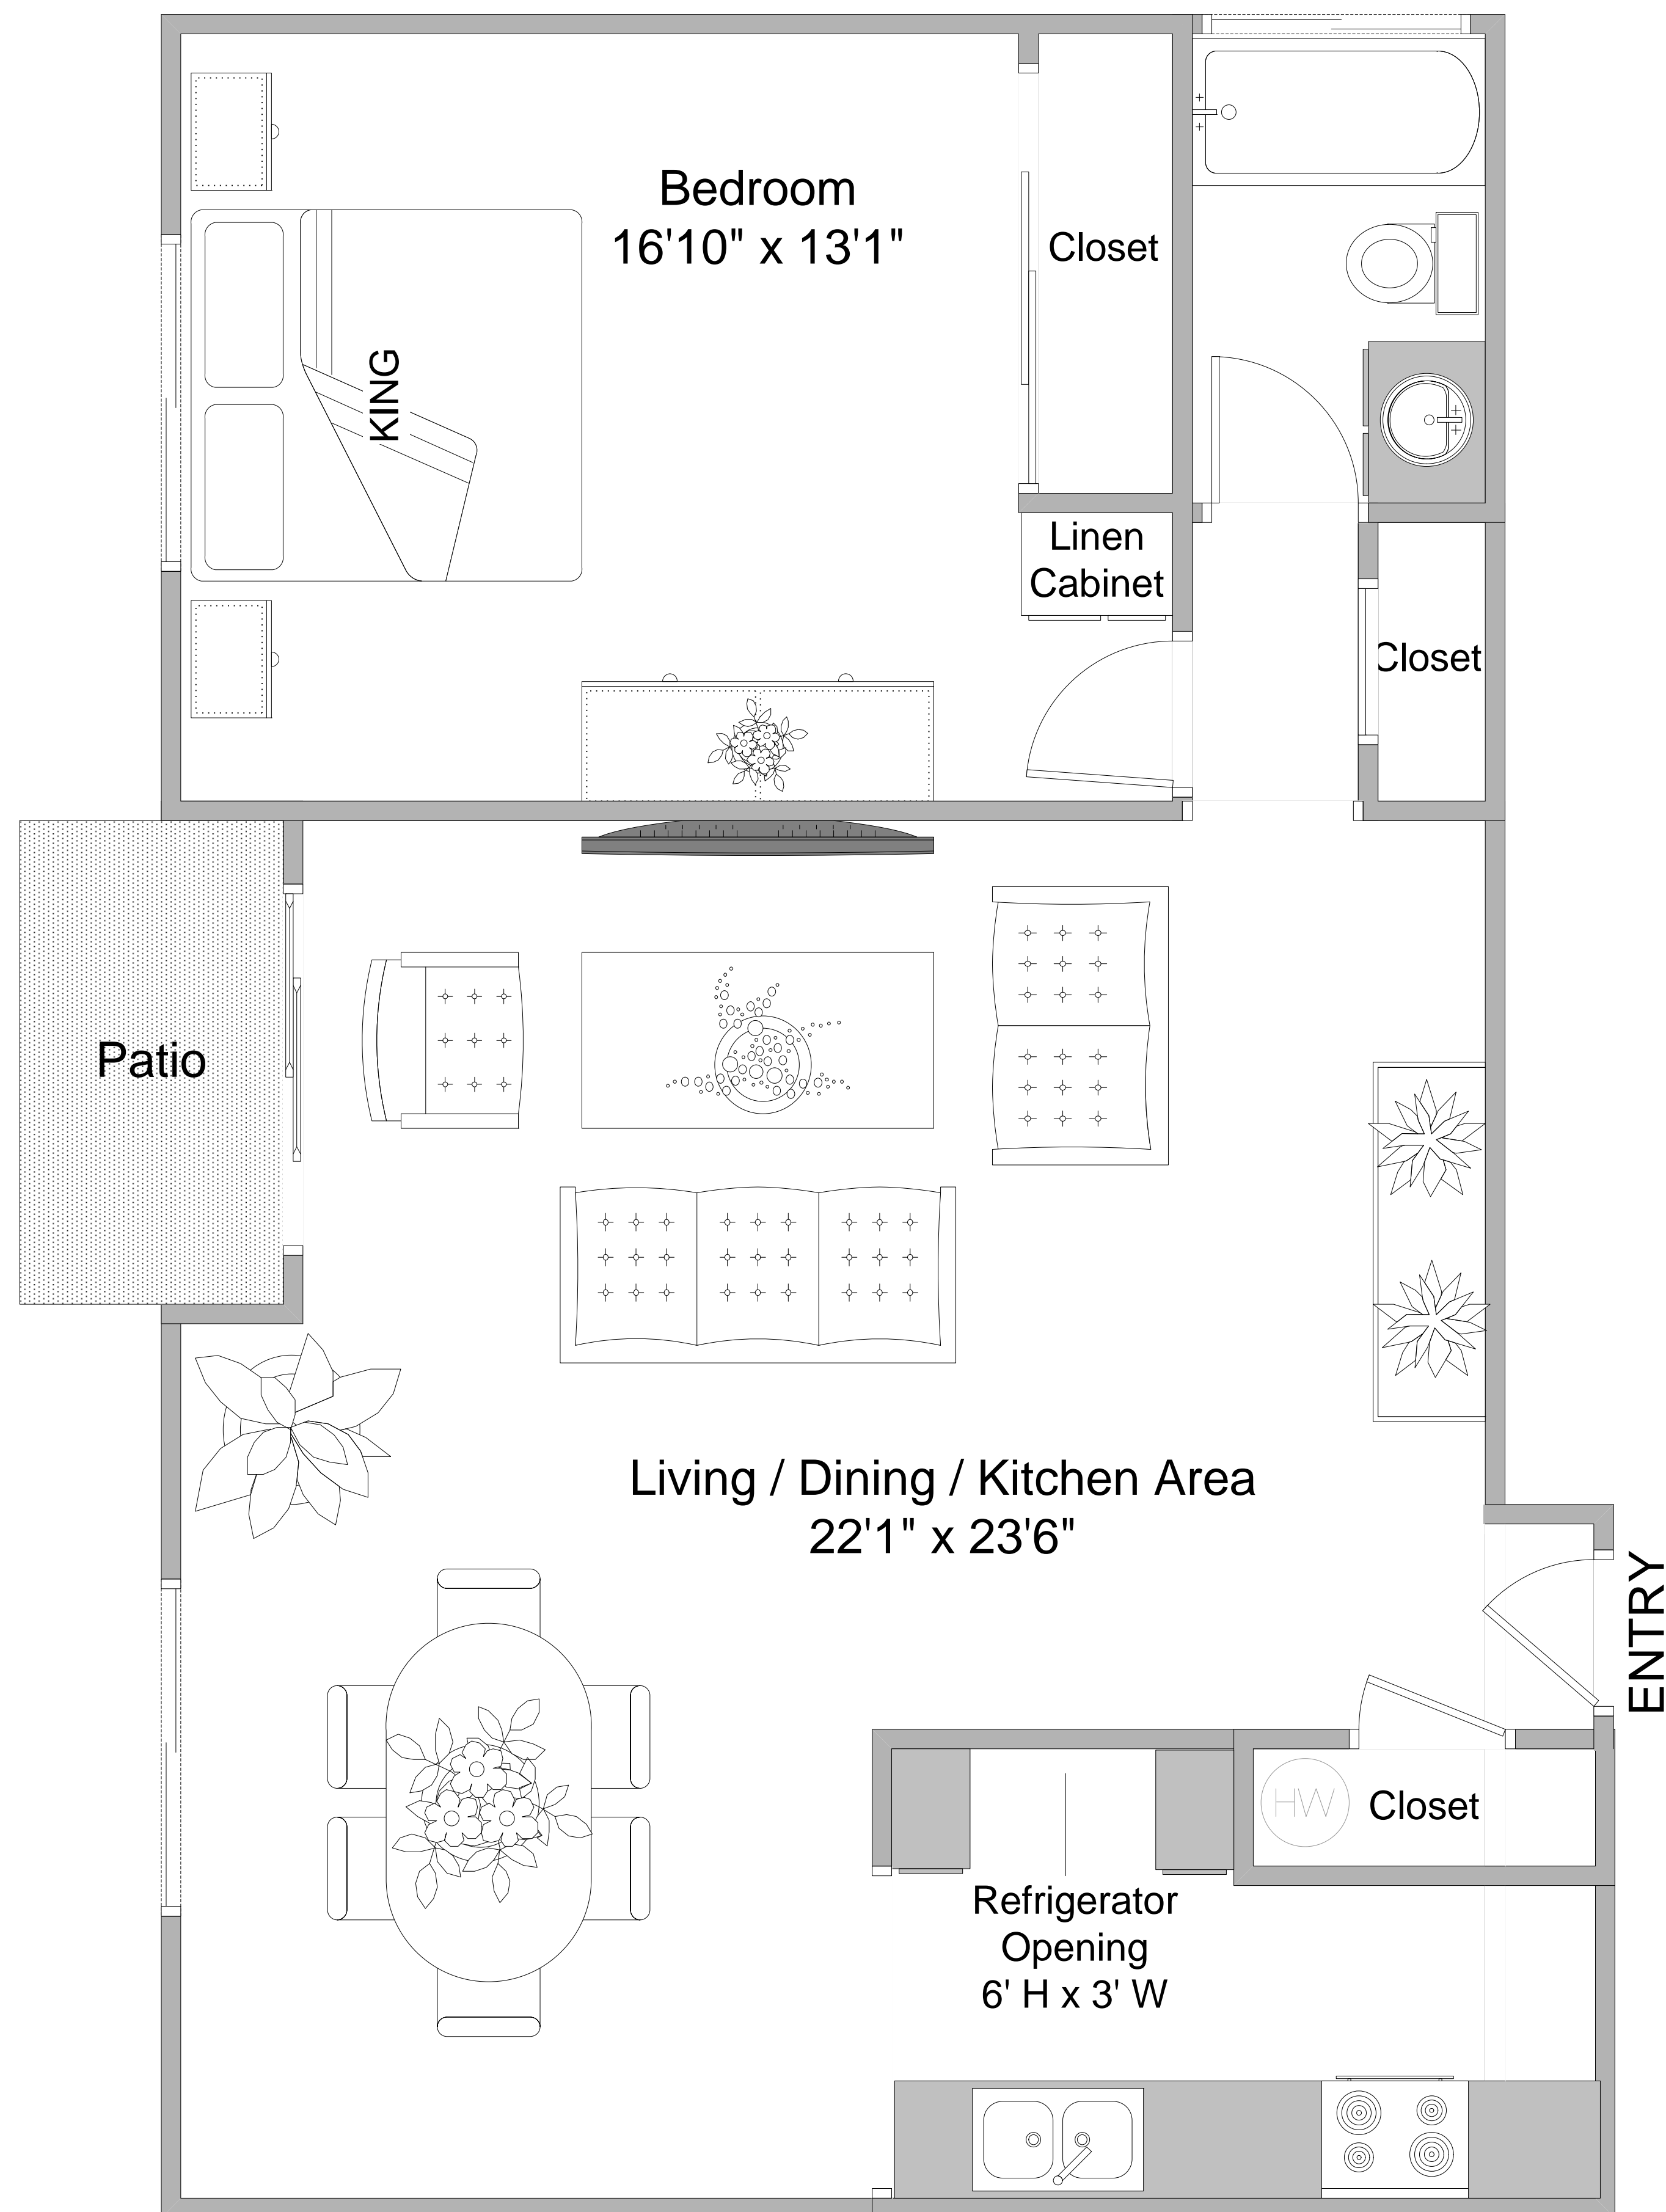 Bedroom
16'10" x 13'1"
Closet
KING
Linen
Cabinet
Closet
Patio
Living / Dining / Kitchen Area
22'1" x 23'6"
ENTRY
HW
Closet
Refrigerator
Opening
6' H x 3' W